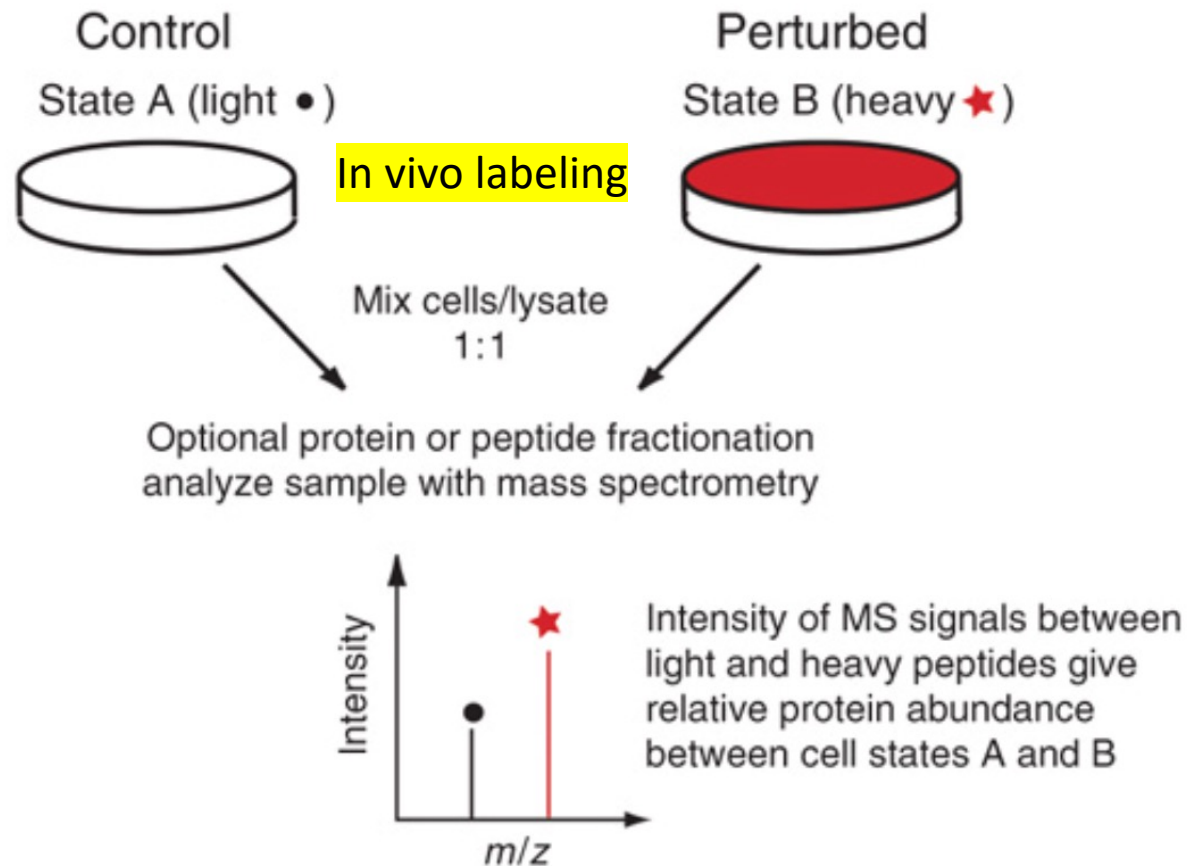 Control
Perturbed
State A (light ● )
State B (heavy ★ )
In vivo labeling
Mix cells/lysate
1:1
Optional protein or peptide fractionation
analyze sample with mass spectrometry
Intensity
m/z
Intensity of MS signals between
light and heavy peptides give
relative protein abundance
between cell states A and B